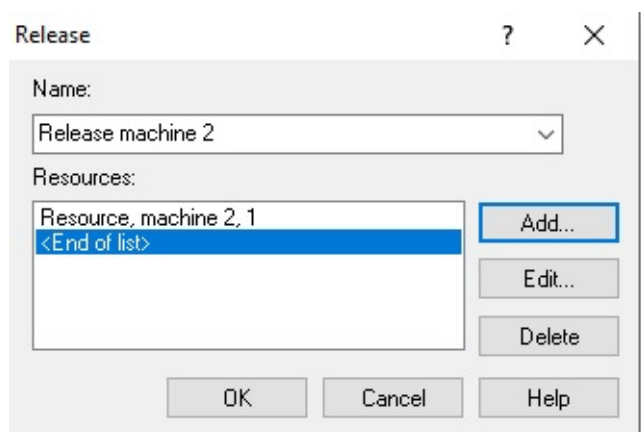 Release ?
Name:
Release machine 2
Resources:
Resource, machine 2, 1
<End of list>
Add...
Edit...
Delete
OK Cancel Help